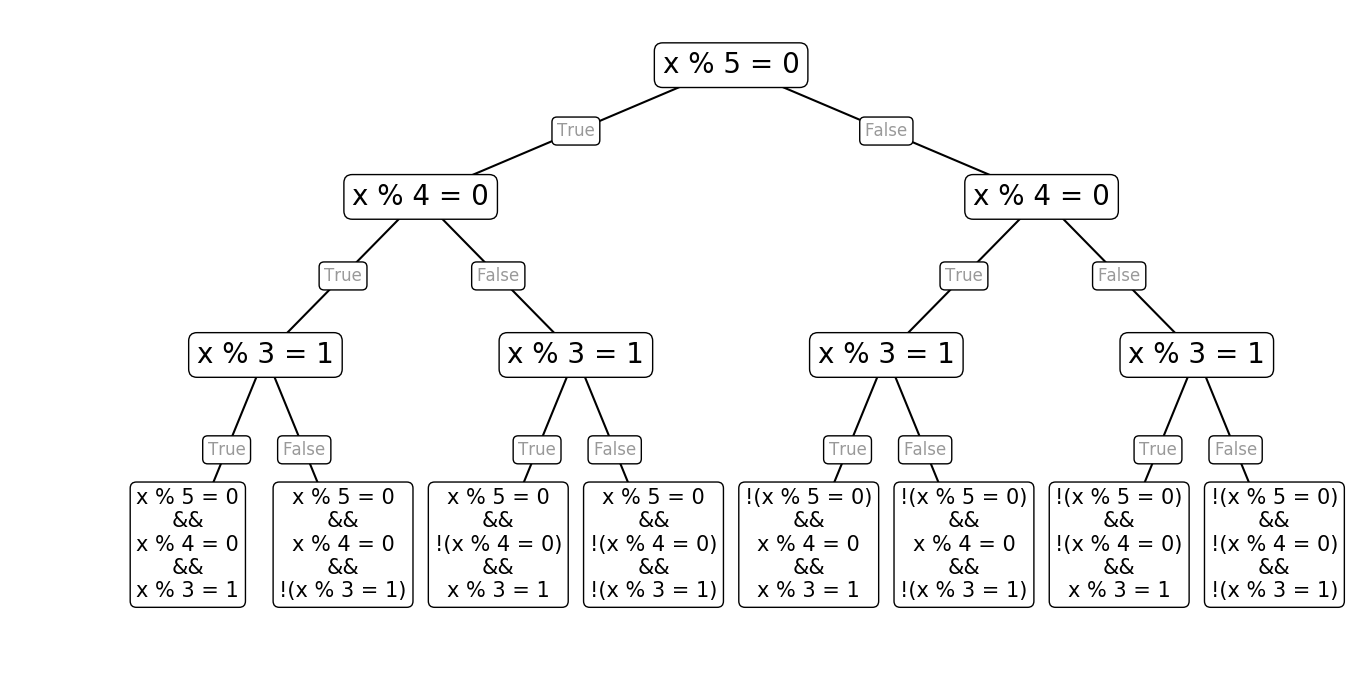 x % 5 = 0
True
False
x % 4 = 0
x % 4 = 0
True
False
True
False
x % 3 = 1
x % 3 = 1
x % 3 = 1
x % 3 = 1
True
False
True
False
True
False
True
False
x % 5 = 0
&&
x % 4 = 0
&&
x % 3 = 1
x % 5 = 0
&&
x % 4 = 0
&&
!(x % 3 = 1)
x % 5 = 0
&&
!(x % 4 = 0)
&&
x % 3 = 1
x % 5 = 0
&&
!(x % 4 = 0)
&&
!(x % 3 = 1)
!(x % 5 = 0)
&&
x % 4 = 0
&&
x % 3 = 1
!(x % 5 = 0)
&&
x % 4 = 0
&&
!(x % 3 = 1)
!(x % 5 = 0)
&&
!(x % 4 = 0)
&&
x % 3 = 1
!(x % 5 = 0)
&&
!(x % 4 = 0)
&&
!(x % 3 = 1)